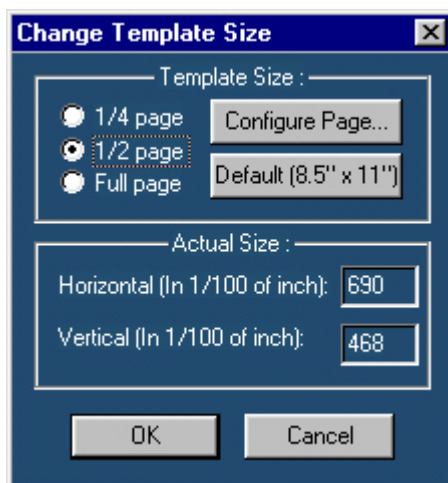 Change Template Size
Template Size :
1/4 page
Configure Page...
1/2 page
Full page
Default (8.5" x 11")
Actual Size :
Horizontal (In 1/100 of inch): 690
Vertical (In 1/100 of inch): 468
OK Cancel